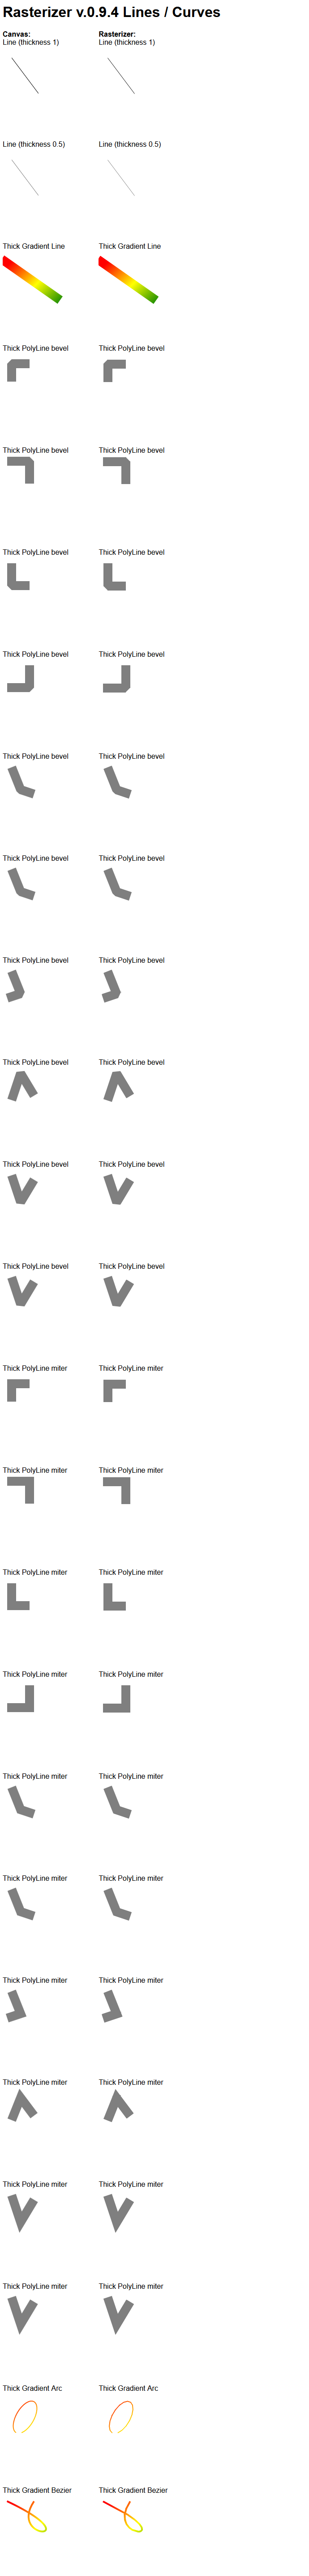 Rasterizer v.0.9.4 Lines / Curves
Canvas: Rasterizer:
Line (thickness 1) Line (thickness 1)
Line (thickness 0.5) Line (thickness 0.5)
Thick Gradient Line Thick Gradient Line
Thick PolyLine bevel Thick PolyLine bevel
Thick PolyLine bevel Thick PolyLine bevel
Thick PolyLine bevel Thick PolyLine bevel
Thick PolyLine bevel Thick PolyLine bevel
Thick PolyLine bevel Thick PolyLine bevel
Thick PolyLine bevel Thick PolyLine bevel
Thick PolyLine bevel Thick PolyLine bevel
Thick PolyLine bevel Thick PolyLine bevel
Thick PolyLine bevel Thick PolyLine bevel
Thick PolyLine bevel Thick PolyLine bevel
Thick PolyLine miter Thick PolyLine miter
Thick PolyLine miter Thick PolyLine miter
Thick PolyLine miter Thick PolyLine miter
Thick PolyLine miter Thick PolyLine miter
Thick PolyLine miter Thick PolyLine miter
Thick PolyLine miter Thick PolyLine miter
Thick PolyLine miter Thick PolyLine miter
Thick PolyLine miter Thick PolyLine miter
Thick PolyLine miter Thick PolyLine miter
Thick PolyLine miter Thick PolyLine miter
Thick Gradient Arc Thick Gradient Arc
Thick Gradient Bezier Thick Gradient Bezier